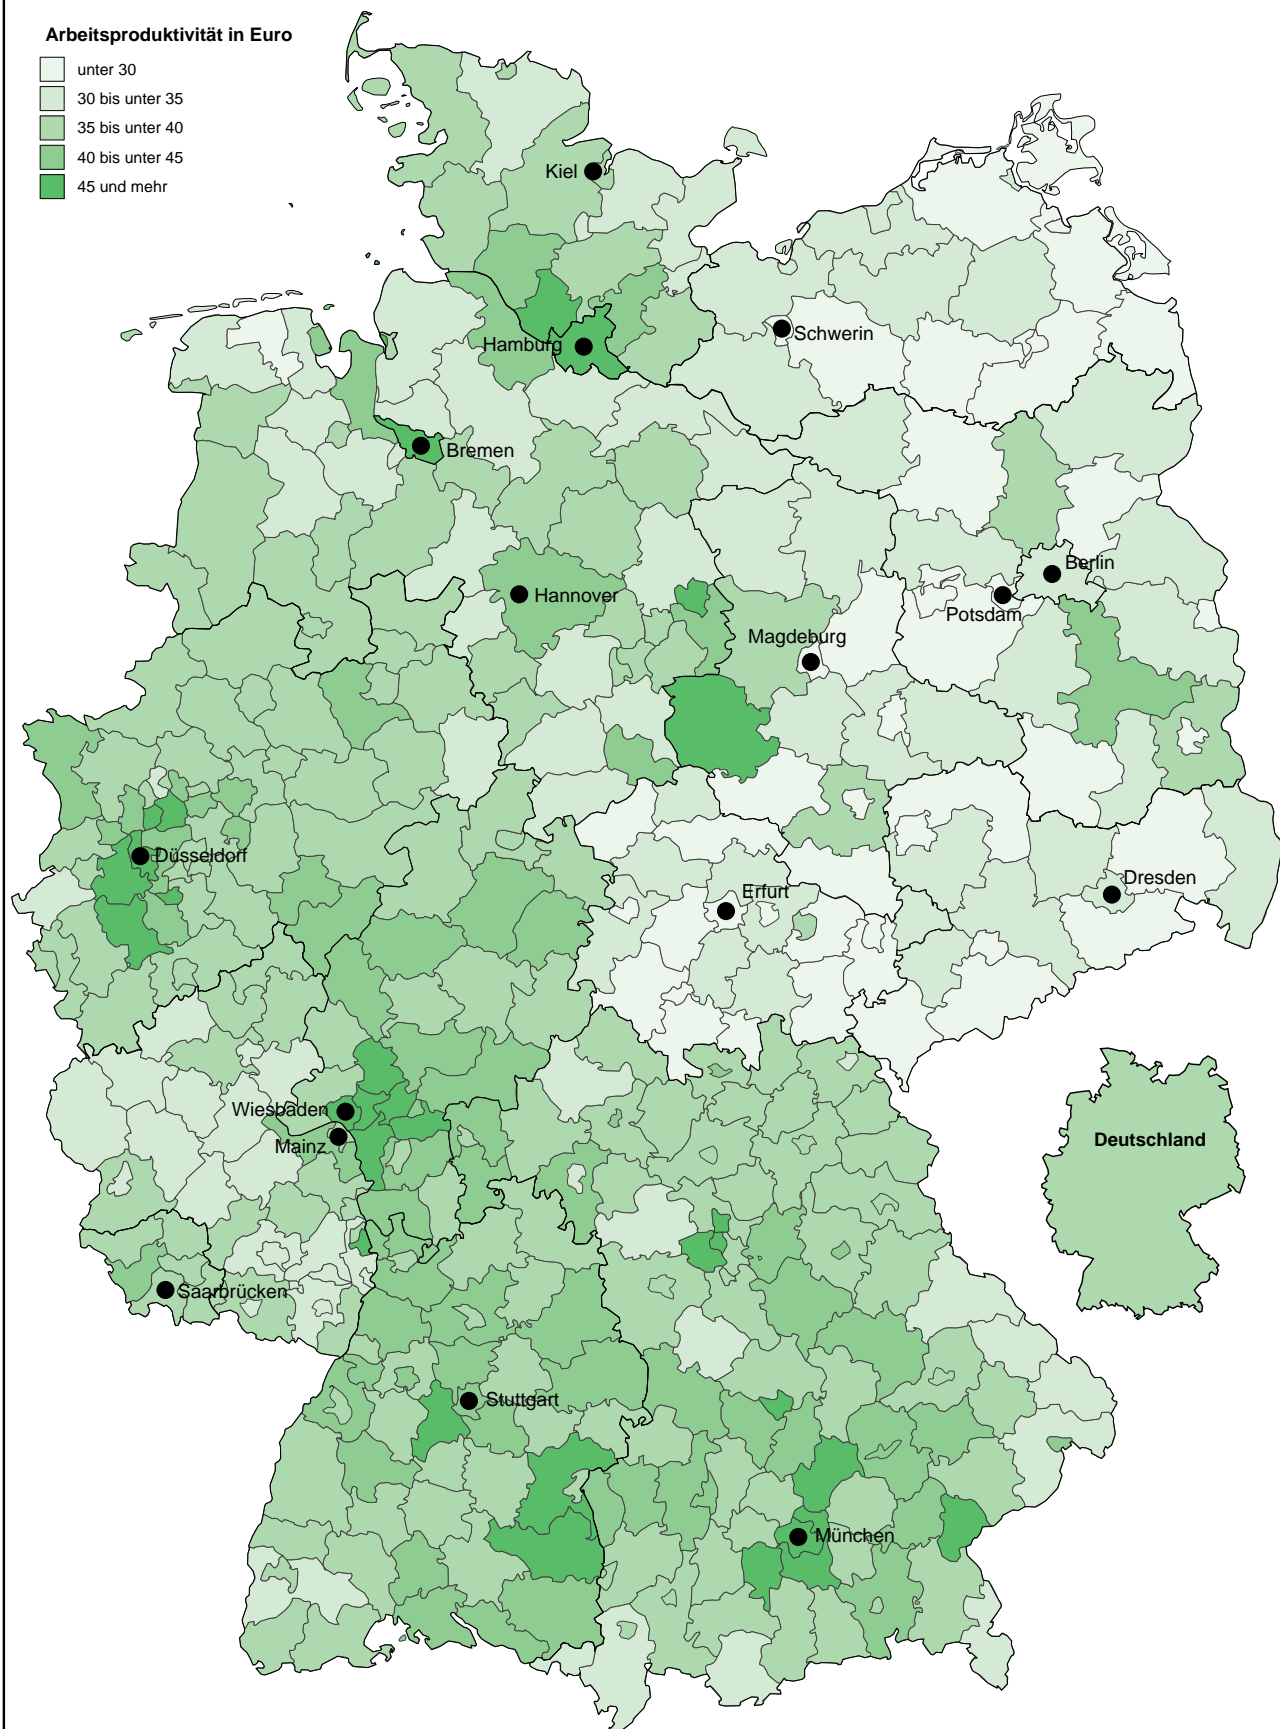 Arbeitsproduktivität in Euro
unter 30
30 bis unter 35
35 bis unter 40
40 bis unter 45
45 und mehr
Kiel
Schwerin
Hamburg
Bremen
Berlin
Hannover
Potsdam
Magdeburg
Düsseldorf
Dresden
Erfurt
Wiesbaden
Mainz
Deutschland
Saarbrücken
Stuttgart
München